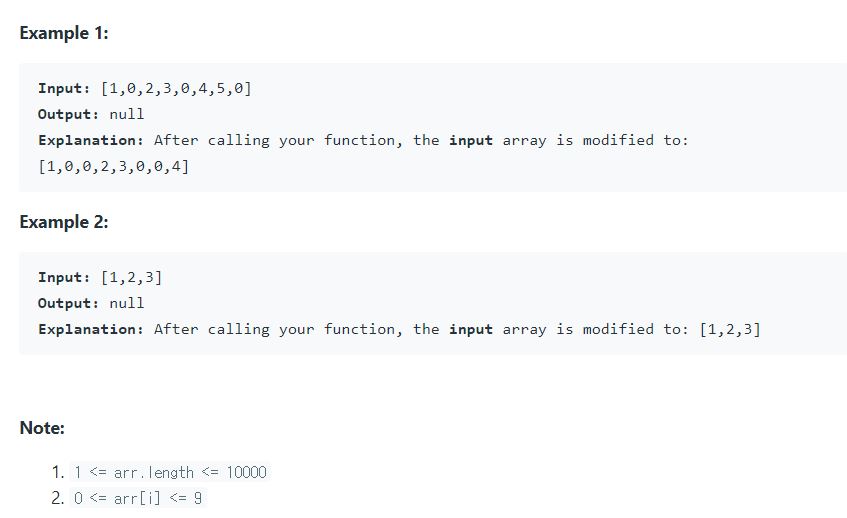 Example 1:
Input: [1,0,2,3,0,4,5,0]
Output: null
Explanation: After calling your function, the input array is modified to:
[1,0,0,2,3,0,0,4]
Example 2:
Input: [1,2,3]
Output: null
Explanation: After calling your function, the input array is modified to: [1,2,3]
Note:
1. 1 <= arr.length <= 10000
2. 0 <= arr[i] <= 9